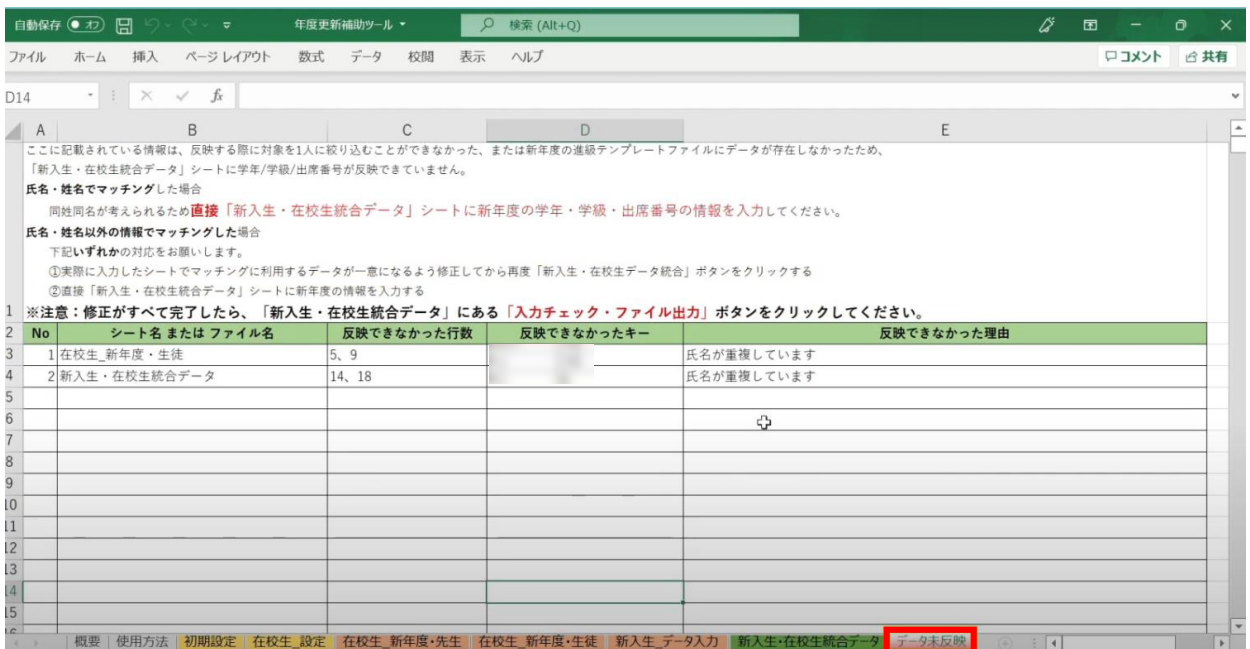 自動保存 オフ 年度更新補助ツール 検索 (Alt+Q)
ファイル ホーム 挿入 ページ レイアウト 数式 データ 校閲 表示 ヘルプ コメント 共有
D14 fx
A B C D E
ここに記載されている情報は、反映する際に対象を1人に絞り込むことができなかった、または新年度の進級テンプレートファイルにデータが存在しなかったため、
「新入生・在校生統合データ」シートに学年/学級/出席番号が反映できていません。
氏名・姓名でマッチングした場合
同姓同名が考えられるため直接「新入生・在校生統合データ」シートに新年度の学年・学級・出席番号の情報を入力してください。
氏名・姓名以外の情報でマッチングした場合
下記いずれかの対応をお願いします。
①実際に入力したシートでマッチングに利用するデータが一意になるよう修正してから再度「新入生・在校生データ統合」ボタンをクリックする
②直接「新入生・在校生統合データ」シートに新年度の情報を入力する
1 ※注意：修正がすべて完了したら、「新入生・在校生統合データ」にある「入力チェック・ファイル出力」ボタンをクリックしてください。
2 No シート名 または ファイル名 反映できなかった行数 反映できなかったキー 反映できなかった理由
3 1 在校生_新年度・生徒 5、9 氏名が重複しています
4 2 新入生・在校生統合データ 14、18 氏名が重複しています
5
6
7
8
9
10
11
12
13
14
15
概要 使用方法 初期設定 在校生_設定 在校生_新年度・先生 在校生_新年度・生徒 新入生_データ入力 新入生・在校生統合データ データ未反映